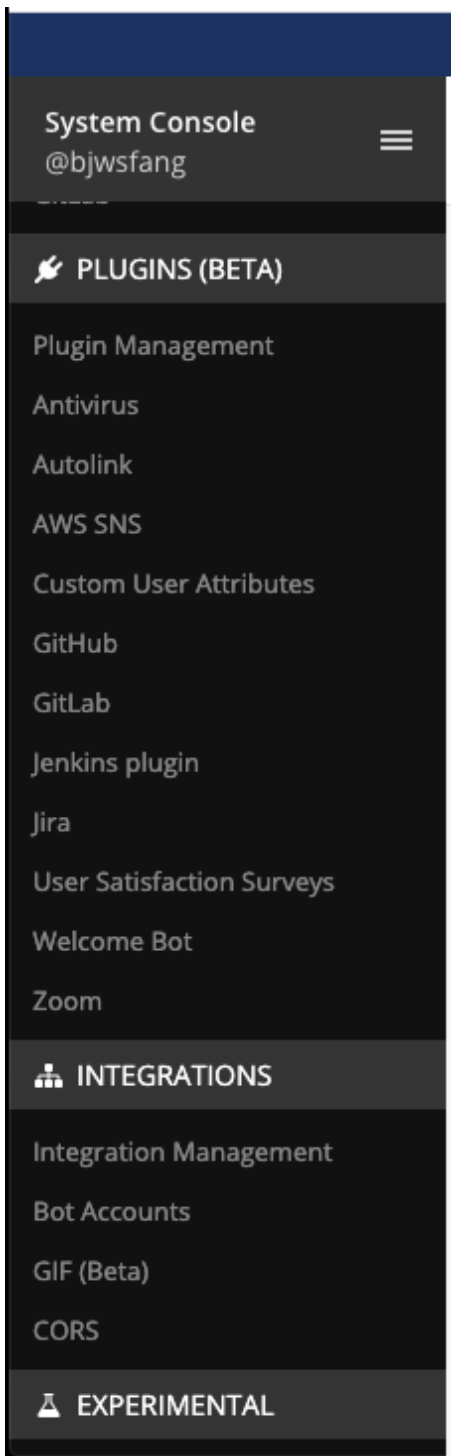 System Console
@bjwsfang
PLUGINS (BETA)
Plugin Management
Antivirus
Autolink
AWS SNS
Custom User Attributes
GitHub
GitLab
Jenkins plugin
Jira
User Satisfaction Surveys
Welcome Bot
Zoom
INTEGRATIONS
Integration Management
Bot Accounts
GIF (Beta)
CORS
EXPERIMENTAL